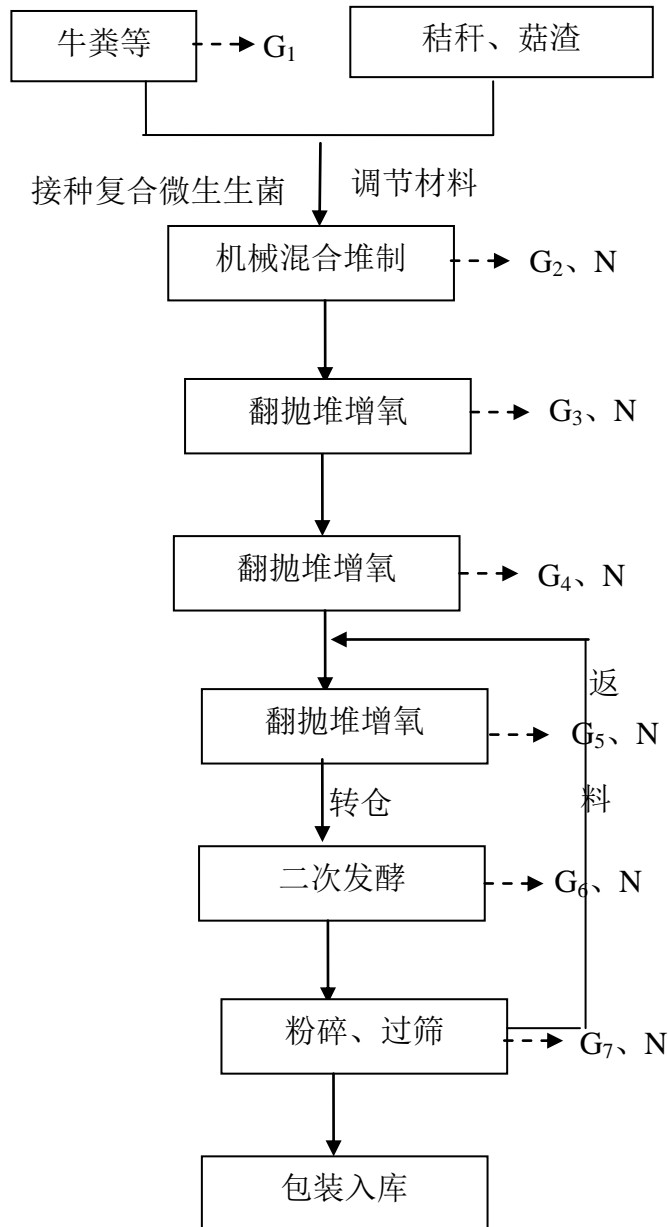 牛粪等
G₁
秸秆、菇渣
接种复合微生生菌
调节材料
机械混合堆制
G₂、N
翻抛堆增氧
G₃、N
翻抛堆增氧
G₄、N
返
翻抛堆增氧
G₅、N
转仓
料
二次发酵
G₆、N
粉碎、过筛
G₇、N
包装入库